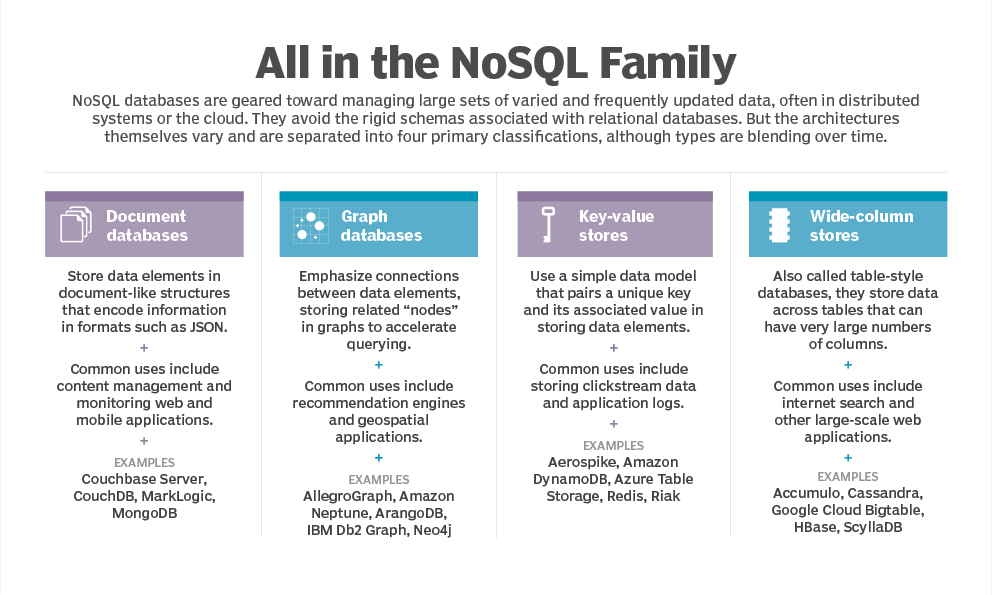 All in the NoSQL Family
NoSQL databases are geared toward managing large sets of varied and frequently updated data, often in distributed
systems or the cloud. They avoid the rigid schemas associated with relational databases. But the architectures
themselves vary and are separated into four primary classifications, although types are blending over time.
Document
databases
Store data elements in
document-like structures
that encode information
in formats such as JSON.
+
Common uses include
content management and
monitoring web and
mobile applications.
+
EXAMPLES
Couchbase Server,
CouchDB, MarkLogic,
MongoDB
Graph
databases
Emphasize connections
between data elements,
storing related “nodes”
in graphs to accelerate
querying.
+
Common uses include
recommendation engines
and geospatial
applications.
+
EXAMPLES
AllegroGraph, Amazon
Neptune, ArangoDB,
IBM Db2 Graph, Neo4j
Key-value
stores
Use a simple data model
that pairs a unique key
and its associated value in
storing data elements.
+
Common uses include
storing clickstream data
and application logs.
+
EXAMPLES
Aerospike, Amazon
DynamoDB, Azure Table
Storage, Redis, Riak
Wide-column
stores
Also called table-style
databases, they store data
across tables that can
have very large numbers
of columns.
+
Common uses include
internet search and
other large-scale web
applications.
+
EXAMPLES
Accumulo, Cassandra,
Google Cloud Bigtable,
HBase, ScyllaDB